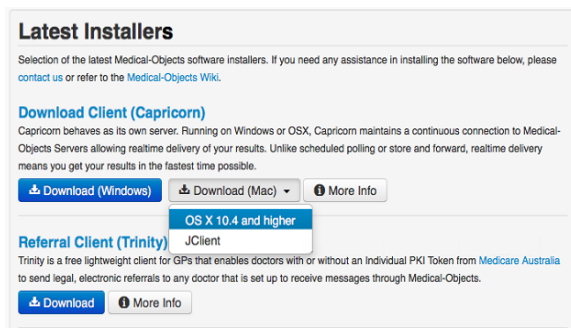 Latest Installers
Selection of the latest Medical-Objects software installers. If you need any assistance in installing the software below, please
contact us or refer to the Medical-Objects Wiki.
Download Client (Capricorn)
Capricorn behaves as its own server. Running on Windows or OSX, Capricorn maintains a continuous connection to Medical-
Objects Servers allowing realtime delivery of your results. Unlike scheduled polling or store and forward, realtime delivery
means you get your results in the fastest time possible.
Download (Windows) Download (Mac) More Info
OS X 10.4 and higher
JClient
Referral Client (Trinity)
Trinity is a free lightweight client for GPs that enables doctors with or without an Individual PKI Token from Medicare Australia
to send legal, electronic referrals to any doctor that is set up to receive messages through Medical-Objects.
Download More Info